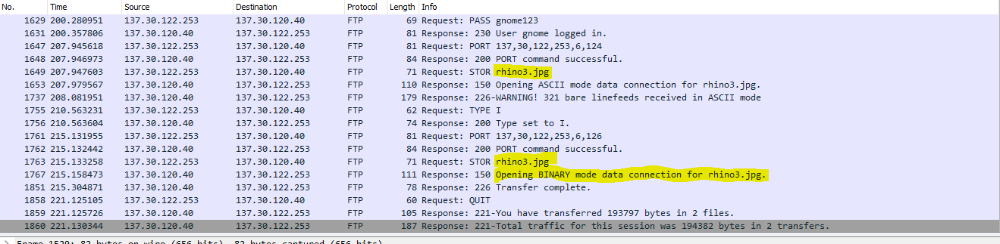 No. Time Source Destination Protocol Length Info
1629 200.280951 137.30.122.253 137.30.120.40 FTP 69 Request: PASS gnome123
1631 200.357806 137.30.120.40 137.30.122.253 FTP 81 Response: 230 User gnome logged in.
1647 207.945618 137.30.122.253 137.30.120.40 FTP 81 Request: PORT 137,30,122,253,6,124
1648 207.946973 137.30.120.40 137.30.122.253 FTP 84 Response: 200 PORT command successful.
1649 207.947603 137.30.122.253 137.30.120.40 FTP 71 Request: STOR rhino3.jpg
1653 207.979567 137.30.120.40 137.30.122.253 FTP 110 Response: 150 Opening ASCII mode data connection for rhino3.jpg.
1737 208.081951 137.30.120.40 137.30.122.253 FTP 179 Response: 226-WARNING! 321 bare linefeeds received in ASCII mode
1755 210.563231 137.30.122.253 137.30.120.40 FTP 62 Request: TYPE I
1756 210.563604 137.30.120.40 137.30.122.253 FTP 74 Response: 200 Type set to I.
1761 215.131955 137.30.122.253 137.30.120.40 FTP 81 Request: PORT 137,30,122,253,6,126
1762 215.132442 137.30.120.40 137.30.122.253 FTP 84 Response: 200 PORT command successful.
1763 215.133258 137.30.122.253 137.30.120.40 FTP 71 Request: STOR rhino3.jpg
1767 215.158473 137.30.120.40 137.30.122.253 FTP 111 Response: 150 Opening BINARY mode data connection for rhino3.jpg.
1851 215.304871 137.30.120.40 137.30.122.253 FTP 78 Response: 226 Transfer complete.
1858 221.125105 137.30.122.253 137.30.120.40 FTP 60 Request: QUIT
1859 221.125726 137.30.120.40 137.30.122.253 FTP 105 Response: 221-You have transferred 193797 bytes in 2 files.
1860 221.130344 137.30.120.40 137.30.122.253 FTP 187 Response: 221-Total traffic for this session was 194382 bytes in 2 transfers.
Frame 1529: 82 bytes on wire (656 bits), 82 bytes captured (656 bits)